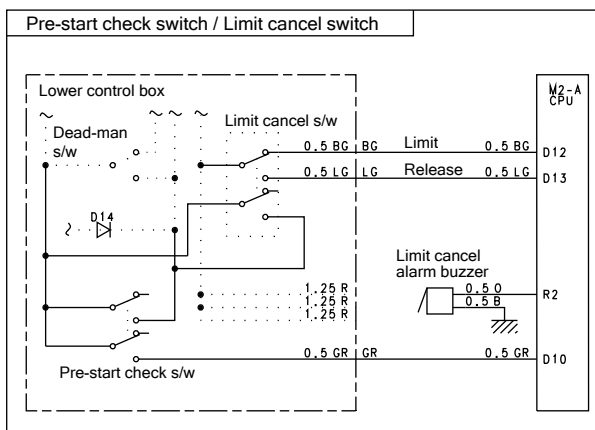 Pre-start check switch / Limit cancel switch
Lower control box
M2-A
CPU
Dead-man
s/w
Limit cancel s/w
0.5 BG BG Limit 0.5 BG D12
0.5 LG LG Release 0.5 LG D13
D14
Limit cancel
alarm buzzer
1.25 R
1.25 R
1.25 R
0.5 O R2
0.5 B
Pre-start check s/w
0.5 GR GR 0.5 GR D10